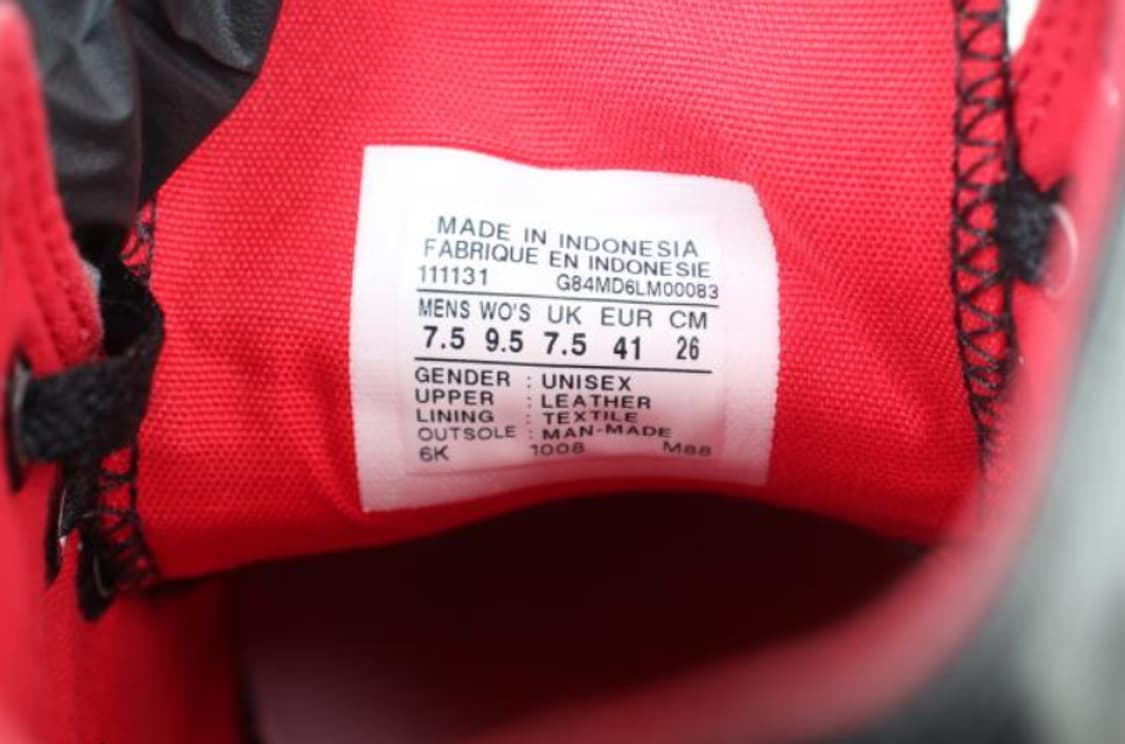 MADE IN INDONESIA
FABRIQUE EN INDONESIE
111131 G84MD6LM00083
MENS WO'S UK EUR CM
7.5 9.5 7.5 41 26
GENDER : UNISEX
UPPER : LEATHER
LINING : TEXTILE
OUTSOLE : MAN-MADE
6K 1008 M88